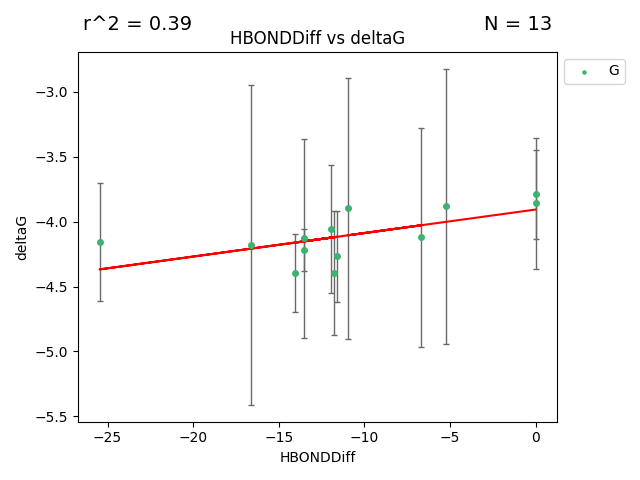 r^2 = 0.39
N = 13
HBONDDiff vs deltaG
G
−3.0
−3.5
−4.0
−4.5
−5.0
−5.5
deltaG
−25
−20
−15
−10
−5
0
HBONDDiff